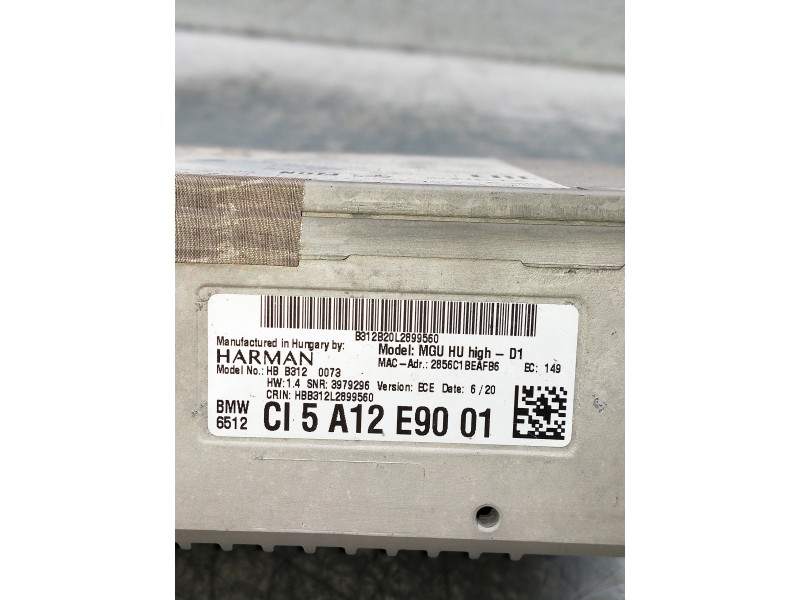 B312B20L2899560
Manufactured in Hungary by: Model: MGU HU high - D1
HARMAN MAC-Adr.: 2856C1BEAFB6 EC: 149
Model No.: HB B312 0073
HW: 1.4 SNR: 3979296 Version: ECE Date: 6/20
CRIN: HBB312L2899560
BMW
6512 CI 5 A12 E90 01